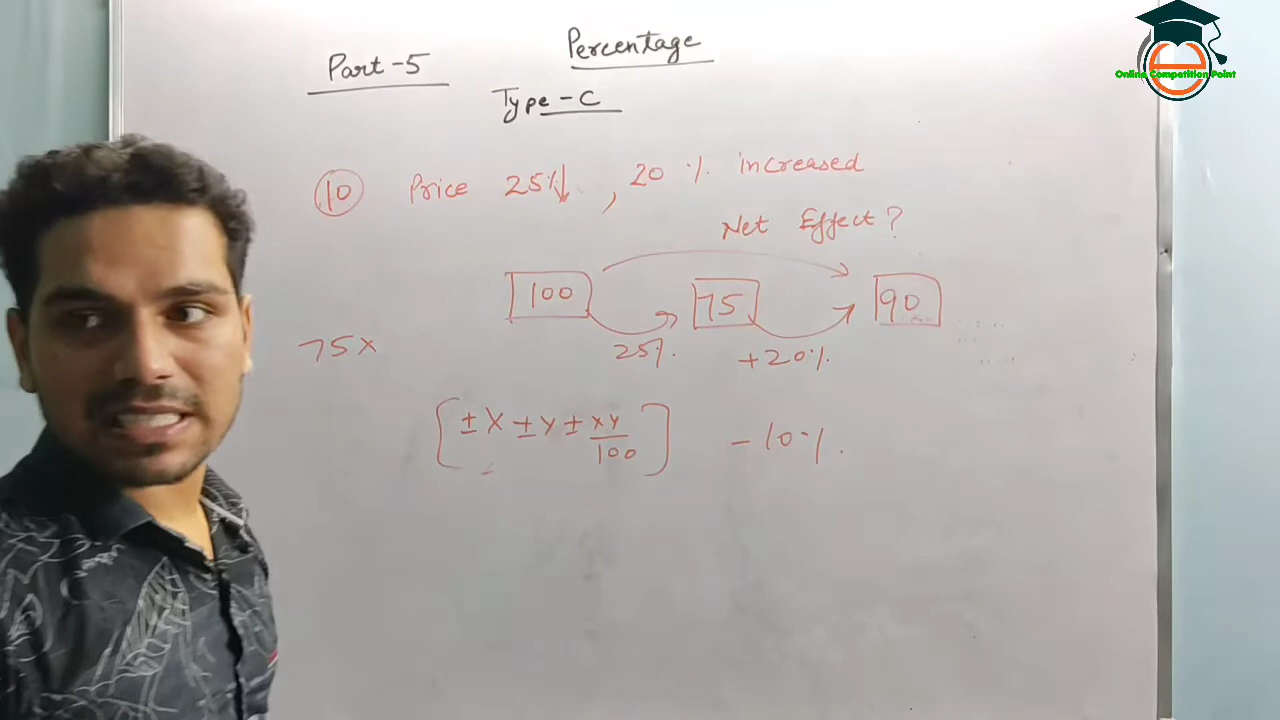 Percentage
Part-5
Type-C
Online Competition Point
10 Price 25%↓, 20% increased
Net Effect?
100 75 90
75x 25%. +20%.
[±X ±Y ± XY/100] -10%.